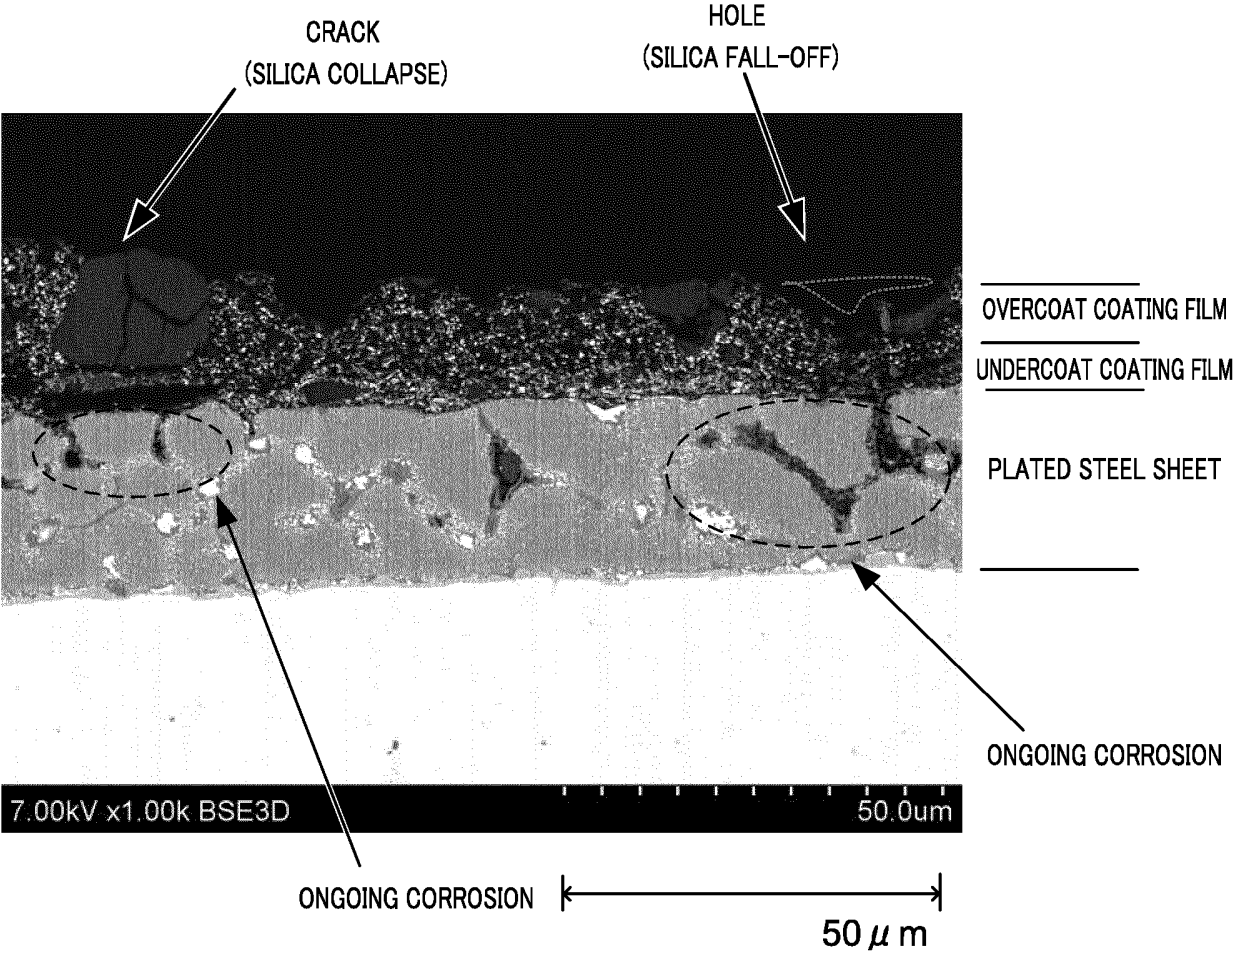 CRACK
(SILICA COLLAPSE)
HOLE
(SILICA FALL-OFF)
OVERCOAT COATING FILM
UNDERCOAT COATING FILM
PLATED STEEL SHEET
ONGOING CORROSION
7.00kV x1.00k BSE3D
50.0um
ONGOING CORROSION
50 μ m